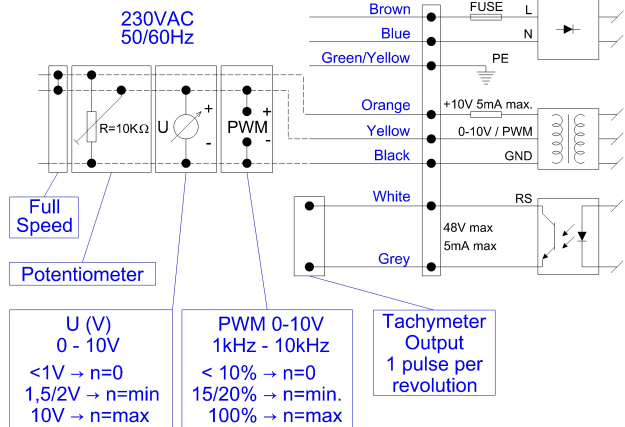 230VAC
50/60Hz
Brown
FUSE
L
Blue
N
Green/Yellow
PE
Orange
+10V 5mA max.
Yellow
0-10V / PWM
Black
GND
R=10KΩ
U
+
-
PWM
+
-
White
RS
48V max
5mA max
Grey
Full
Speed
Potentiometer
U (V)
0 - 10V
<1V → n=0
1,5/2V → n=min
10V → n=max
PWM 0-10V
1kHz - 10kHz
< 10% → n=0
15/20% → n=min.
100% → n=max
Tachymeter
Output
1 pulse per
revolution